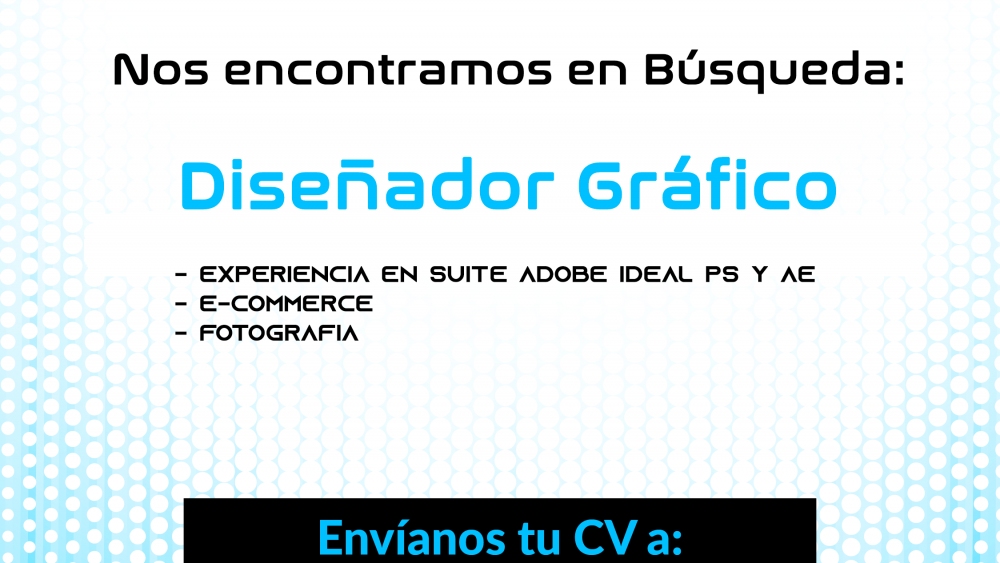 Nos encontramos en Búsqueda:
Diseñador Gráfico
- EXPERIENCIA EN SUITE ADOBE IDEAL PS Y AE
- E-COMMERCE
- FOTOGRAFIA
Envíanos tu CV a: